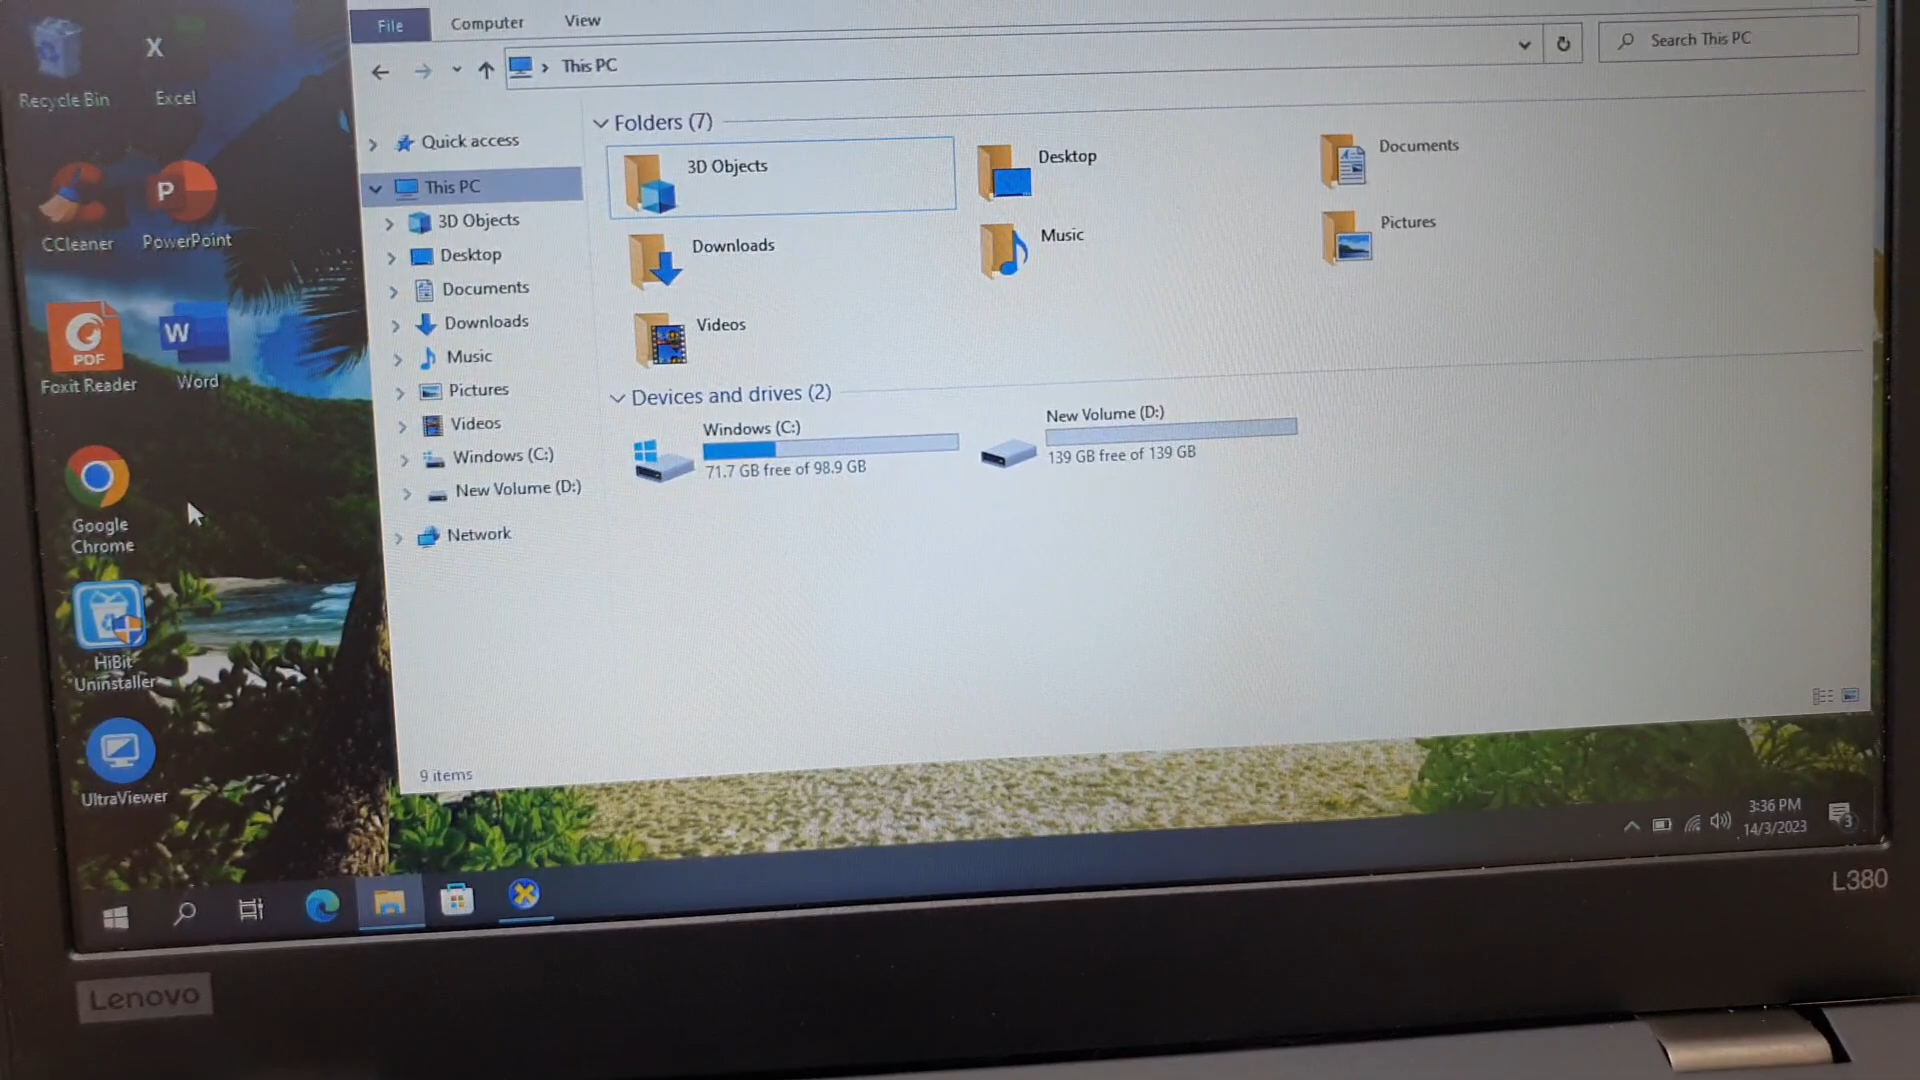 File Computer View
This PC
Search This PC
Recycle Bin
X
Excel
CCleaner
P
PowerPoint
PDF
Foxit Reader
W
Word
Google
Chrome
HiBit
Uninstaller
UltraViewer
Quick access
This PC
3D Objects
Desktop
Documents
Downloads
Music
Pictures
Videos
Windows (C:)
New Volume (D:)
Network
Folders (7)
3D Objects
Desktop
Documents
Downloads
Music
Pictures
Videos
Devices and drives (2)
Windows (C:)
71.7 GB free of 98.9 GB
New Volume (D:)
139 GB free of 139 GB
9 items
3:36 PM
14/3/2023
3
L380
Lenovo